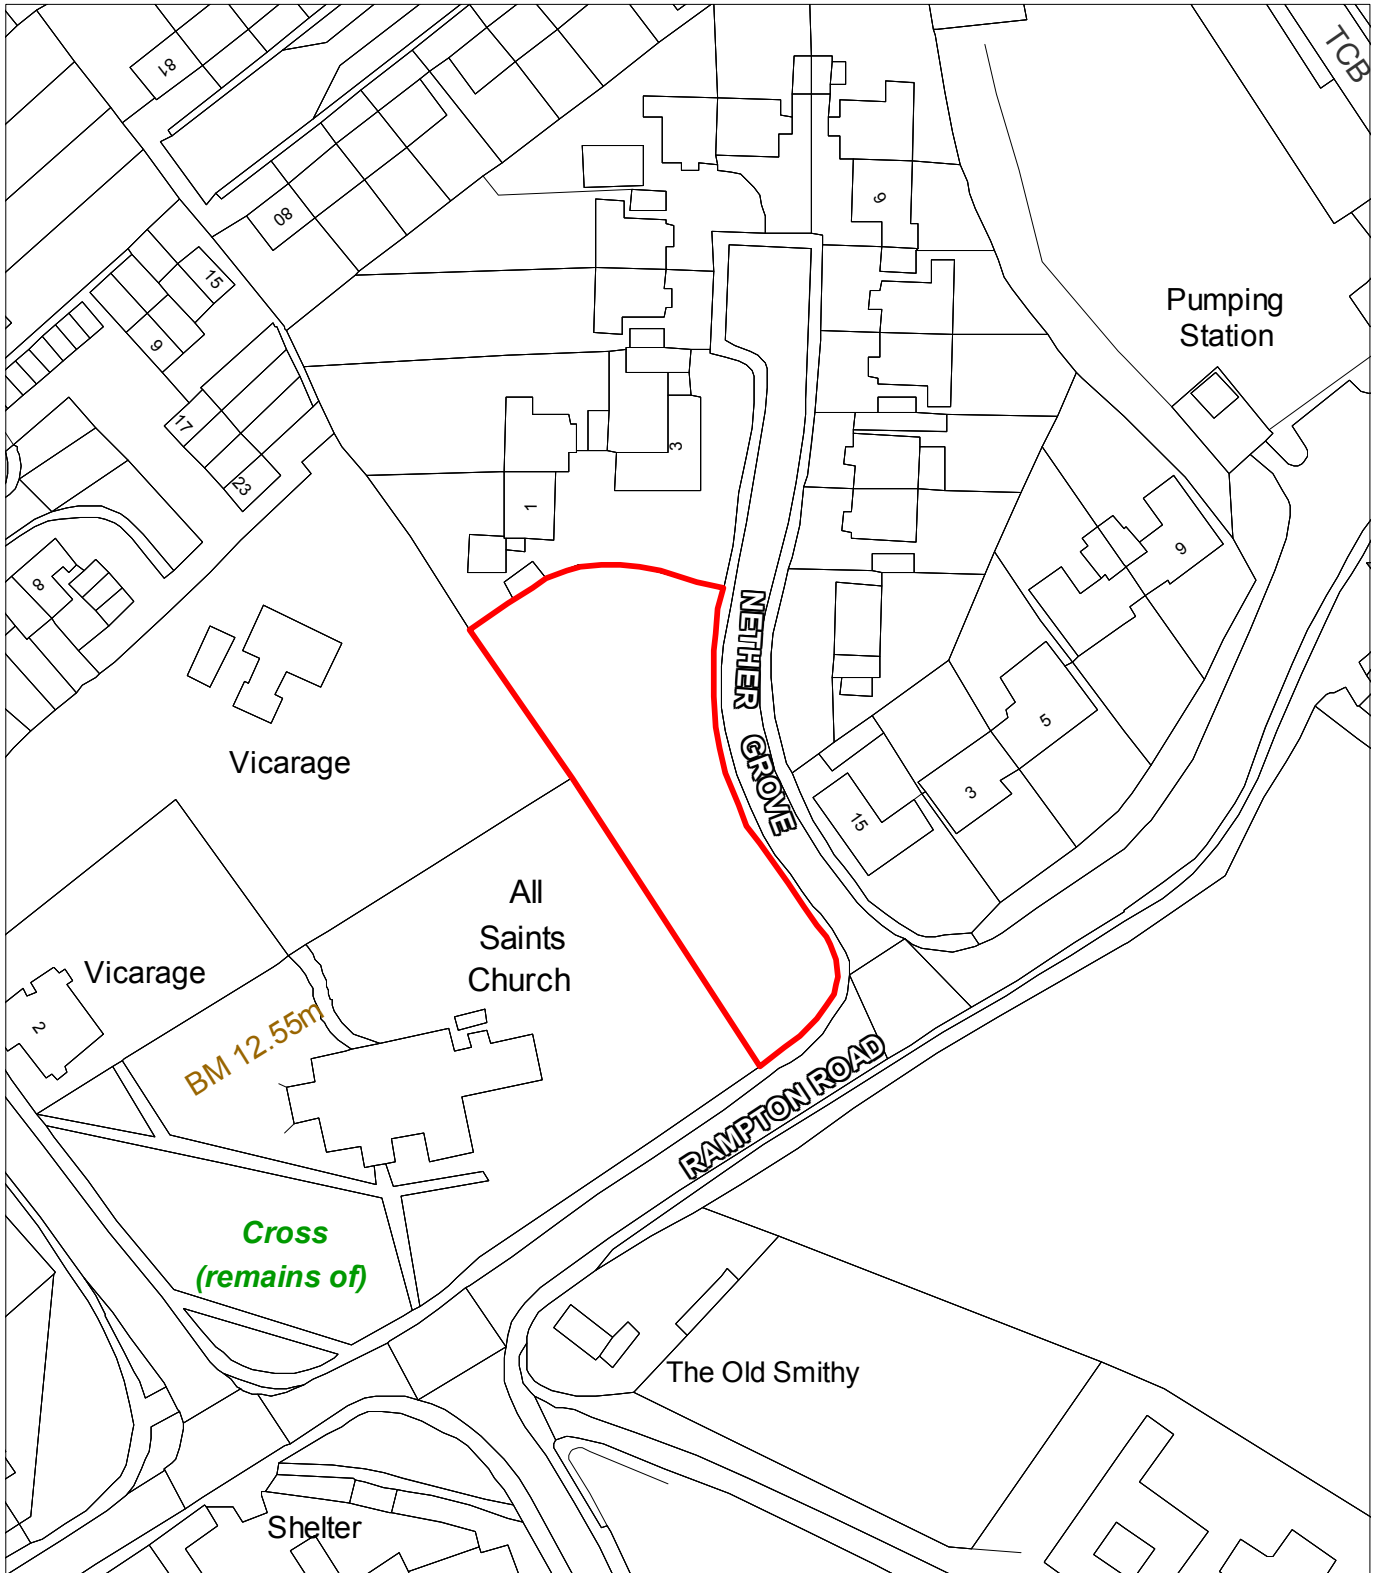 81
TCB
80
9
15
9
Pumping
Station
17
3
23
1
9
8
NETHER GROVE
5
Vicarage
3
15
All
Saints
Church
Vicarage
2
BM 12.55m
RAMPTON ROAD
Cross
(remains of)
The Old Smithy
Shelter